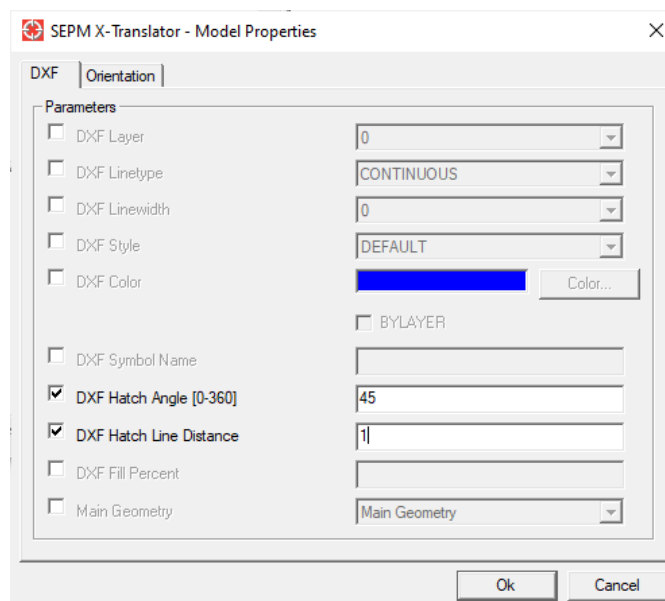 SEPM X-Translator - Model Properties
DXF
Orientation
Parameters
DXF Layer
0
DXF Linetype
CONTINUOUS
DXF Linewidth
0
DXF Style
DEFAULT
DXF Color
Color...
BYLAYER
DXF Symbol Name
DXF Hatch Angle [0-360]
45
DXF Hatch Line Distance
1
DXF Fill Percent
Main Geometry
Main Geometry
Ok
Cancel